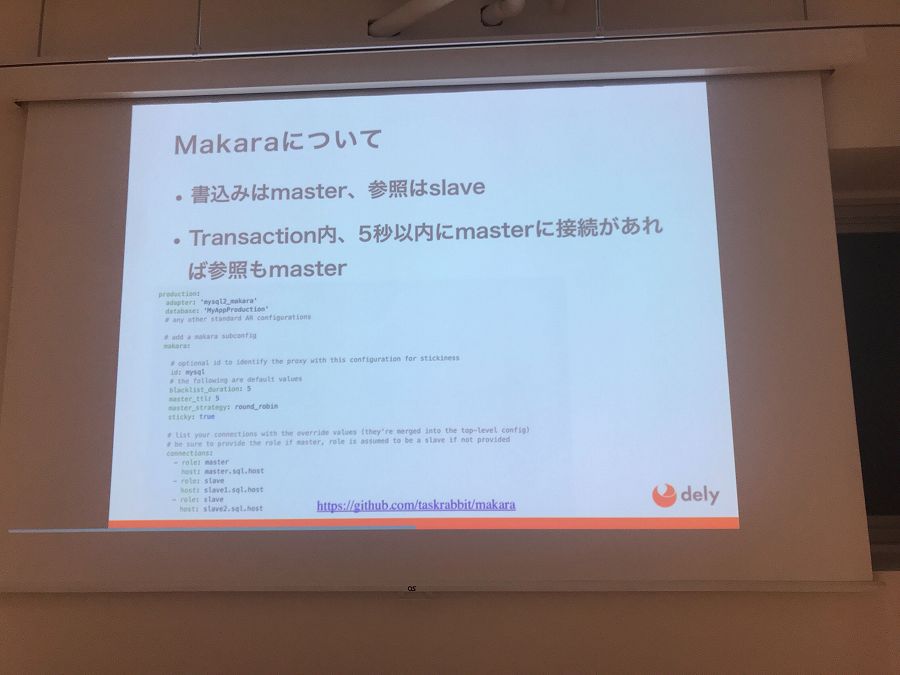 Makaraについて
• 書込みはmaster、参照はslave
• Transaction内、5秒以内にmasterに接続があれ
ば参照もmaster
production:
adapter: 'mysql2_makara'
database: 'MyAppProduction'
# any other standard AR configurations
# add a makara subconfig
makara:
# optional id to identify the proxy with this configuration for stickiness
id: mysql
# the following are default values
blacklist_duration: 5
master_ttl: 5
master_strategy: round_robin
sticky: true
# list your connections with the override values (they're merged into the top-level config)
# be sure to provide the role if master, role is assumed to be a slave if not provided
connections:
- role: master
host: master.sql.host
- role: slave
host: slave1.sql.host
- role: slave
host: slave2.sql.host
https://github.com/taskrabbit/makara
dely